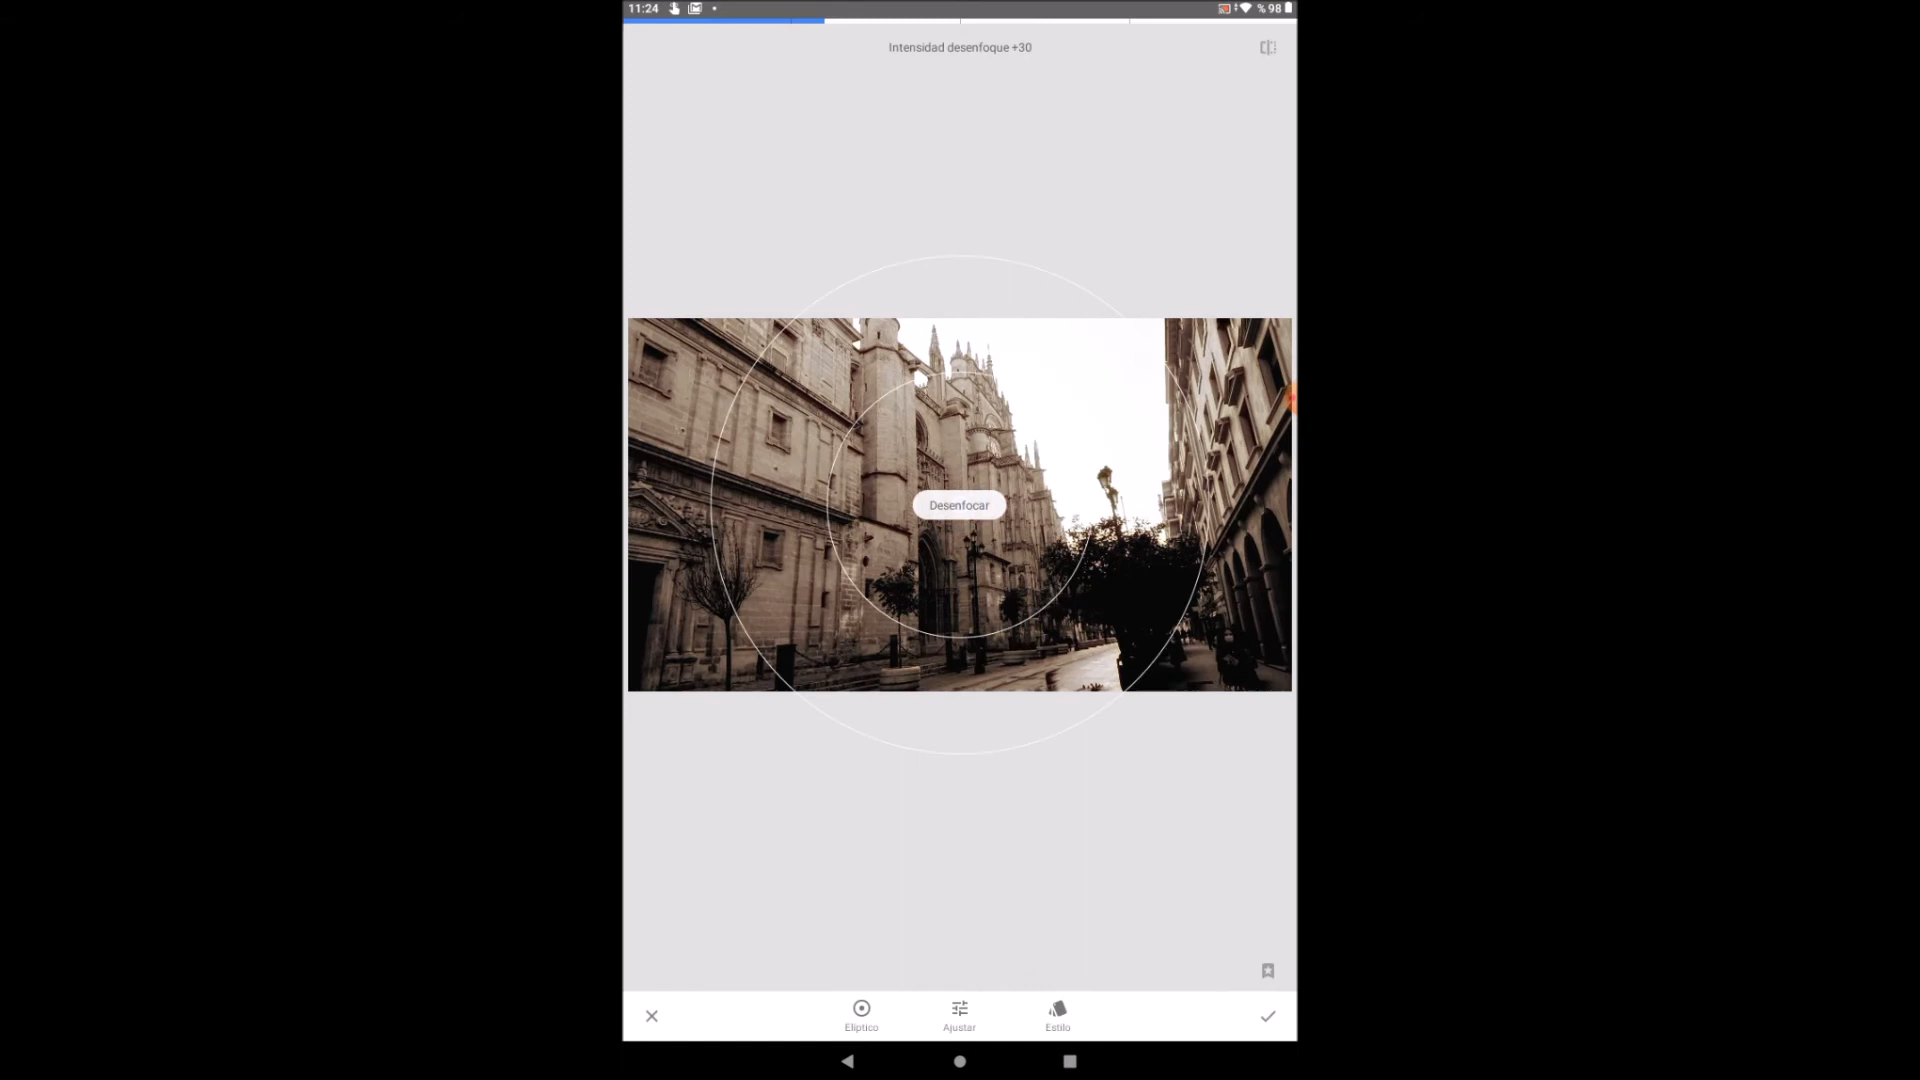 11:24
% 98
Intensidad desenfoque +30
Desenfocar
Elíptico
Ajustar
Estilo